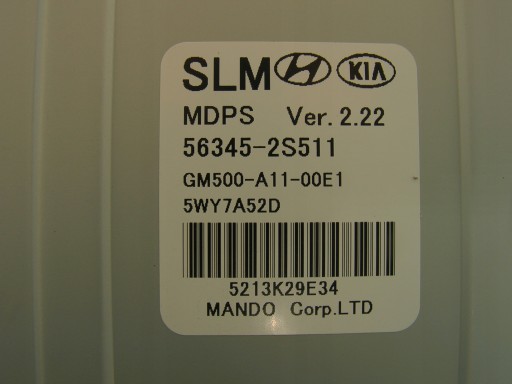 SLM KIA
MDPS Ver. 2.22
56345-2S511
GM500-A11-00E1
5WY7A52D
5213K29E34
MANDO Corp.LTD